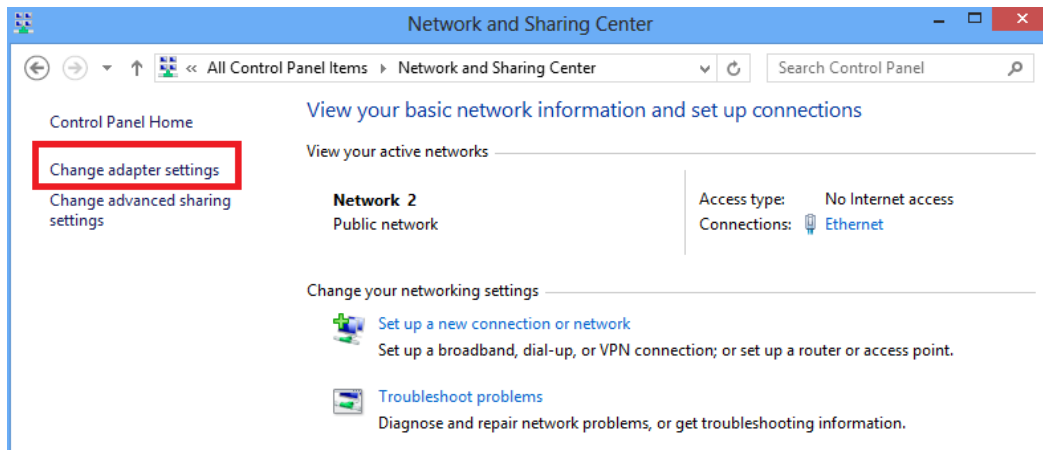 Network and Sharing Center
« All Control Panel Items Network and Sharing Center
Search Control Panel
Control Panel Home
Change adapter settings
Change advanced sharing
settings
View your basic network information and set up connections
View your active networks
Network 2
Public network
Access type: No Internet access
Connections: Ethernet
Change your networking settings
Set up a new connection or network
Set up a broadband, dial-up, or VPN connection; or set up a router or access point.
Troubleshoot problems
Diagnose and repair network problems, or get troubleshooting information.